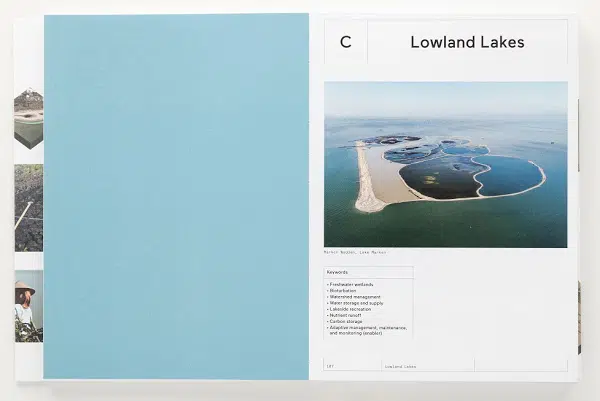 C
Lowland Lakes
Marker Wadden, Lake Marken
Keywords
• Freshwater wetlands
• Bioturbation
• Watershed management
• Water storage and supply
• Lakeside recreation
• Nutrient runoff
• Carbon storage
• Adaptive management, maintenance,
and monitoring (enabler)
187
Lowland Lakes